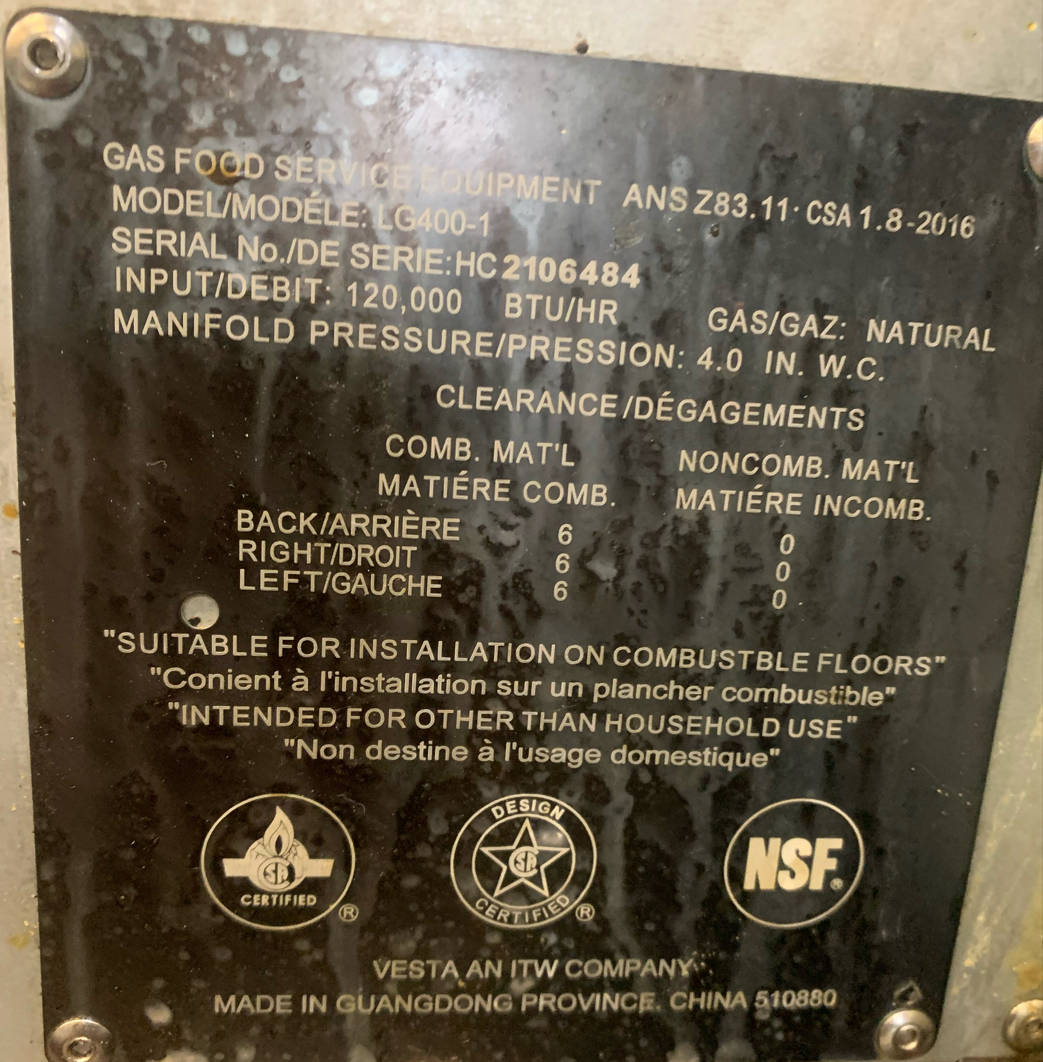 GAS FOOD SERVICE EQUIPMENT ANS Z83.11· CSA 1.8-2016
MODEL/MODÉLE: LG400-1
SERIAL No./DE SERIE:HC 2106484
INPUT/DEBIT: 120,000 BTU/HR GAS/GAZ: NATURAL
MANIFOLD PRESSURE/PRESSION: 4.0 IN. W.C.
CLEARANCE/DÉGAGEMENTS
COMB. MAT'L NONCOMB. MAT'L
MATIÉRE COMB. MATIÉRE INCOMB.
BACK/ARRIÈRE 6 0
RIGHT/DROIT 6 0
LEFT/GAUCHE 6 0
"SUITABLE FOR INSTALLATION ON COMBUSTBLE FLOORS"
"Conient à l'installation sur un plancher combustible"
"INTENDED FOR OTHER THAN HOUSEHOLD USE"
"Non destine à l'usage domestique"
SA CERTIFIED ®
DESIGN SA CERTIFIED ®
NSF®
VESTA AN ITW COMPANY
MADE IN GUANGDONG PROVINCE. CHINA 510880